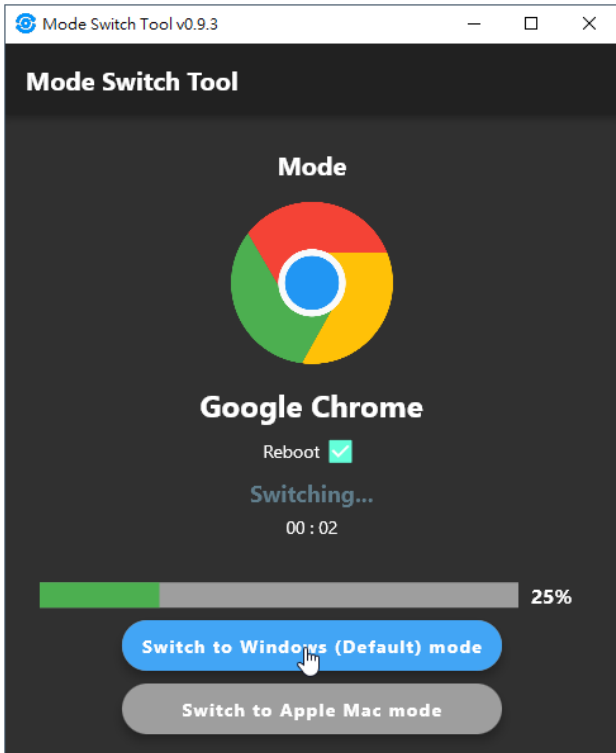 Mode Switch Tool v0.9.3
Mode Switch Tool
Mode
Google Chrome
Reboot
Switching...
00 : 02
25%
Switch to Windows (Default) mode
Switch to Apple Mac mode